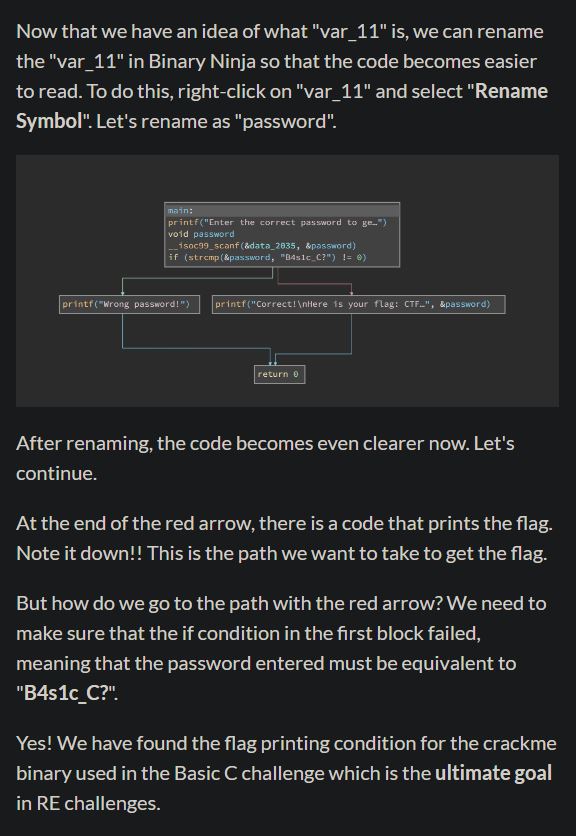 Now that we have an idea of what "var_11" is, we can rename
the "var_11" in Binary Ninja so that the code becomes easier
to read. To do this, right-click on "var_11" and select "Rename
Symbol". Let's rename as "password".
main:
printf("Enter the correct password to ge…")
void password
__isoc99_scanf(&data_2035, &password)
if (strcmp(&password, "B4s1c_C?") != 0)
printf("Wrong password!")
printf("Correct!\nHere is your flag: CTF…", &password)
return 0
After renaming, the code becomes even clearer now. Let's
continue.
At the end of the red arrow, there is a code that prints the flag.
Note it down!! This is the path we want to take to get the flag.
But how do we go to the path with the red arrow? We need to
make sure that the if condition in the first block failed,
meaning that the password entered must be equivalent to
"B4s1c_C?".
Yes! We have found the flag printing condition for the crackme
binary used in the Basic C challenge which is the ultimate goal
in RE challenges.